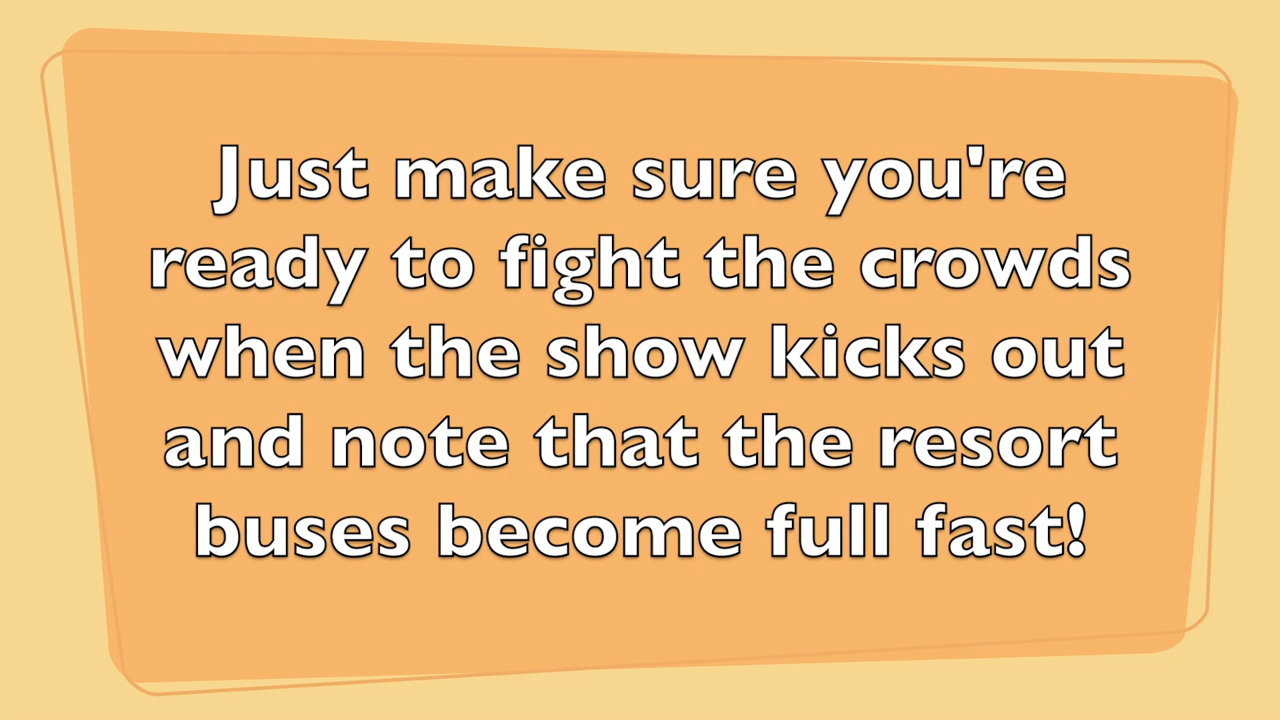 Just make sure you're
ready to fight the crowds
when the show kicks out
and note that the resort
buses become full fast!